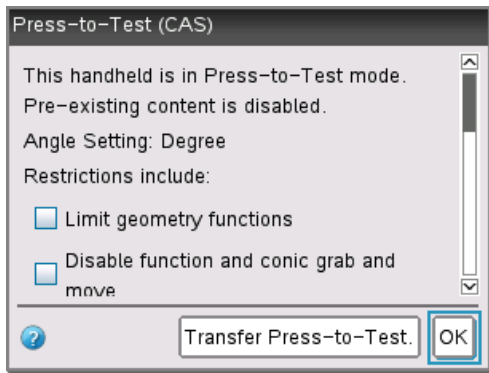 Press-to-Test (CAS)
This handheld is in Press-to-Test mode.
Pre-existing content is disabled.
Angle Setting: Degree
Restrictions include:
Limit geometry functions
Disable function and conic grab and
move
?
Transfer Press-to-Test.
OK